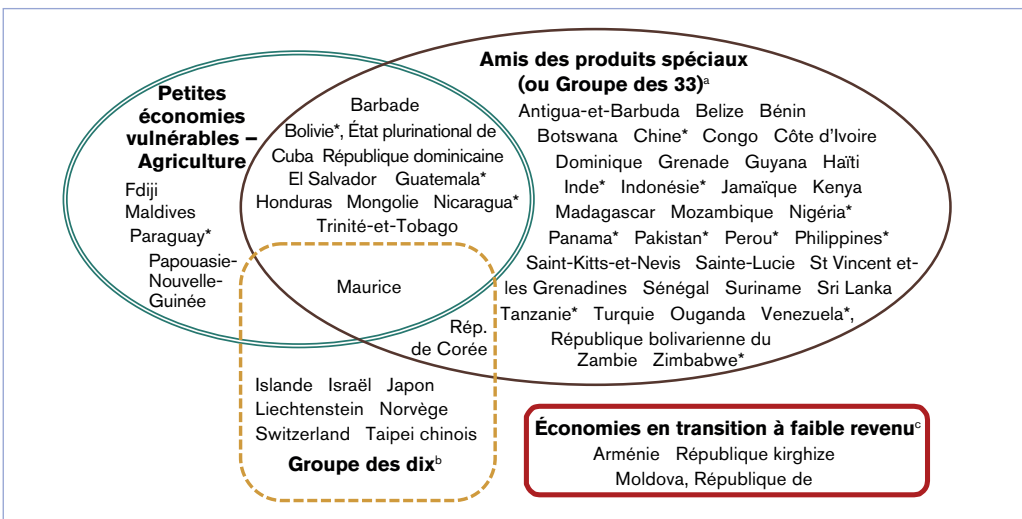 Petites
économies
vulnérables –
Agriculture
Fdiji
Maldives
Paraguay*
Papouasie-
Nouvelle-
Guinée
Barbade
Bolivie*, État plurinational de
Cuba République dominicaine
El Salvador Guatemala*
Honduras Mongolie Nicaragua*
Trinité-et-Tobago
Maurice
Rép.
de Corée
Amis des produits spéciaux
(ou Groupe des 33)a
Antigua-et-Barbuda Belize Bénin
Botswana Chine* Congo Côte d'Ivoire
Dominique Grenade Guyana Haïti
Inde* Indonésie* Jamaïque Kenya
Madagascar Mozambique Nigéria*
Panama* Pakistan* Perou* Philippines*
Saint-Kitts-et-Nevis Sainte-Lucie St Vincent et-
les Grenadines Sénégal Suriname Sri Lanka
Tanzanie* Turquie Ouganda Venezuela*,
République bolivarienne du
Zambie Zimbabwe*
Islande Israël Japon
Liechtenstein Norvège
Switzerland Taipei chinois
Groupe des dixb
Économies en transition à faible revenuc
Arménie République kirghize
Moldova, République de